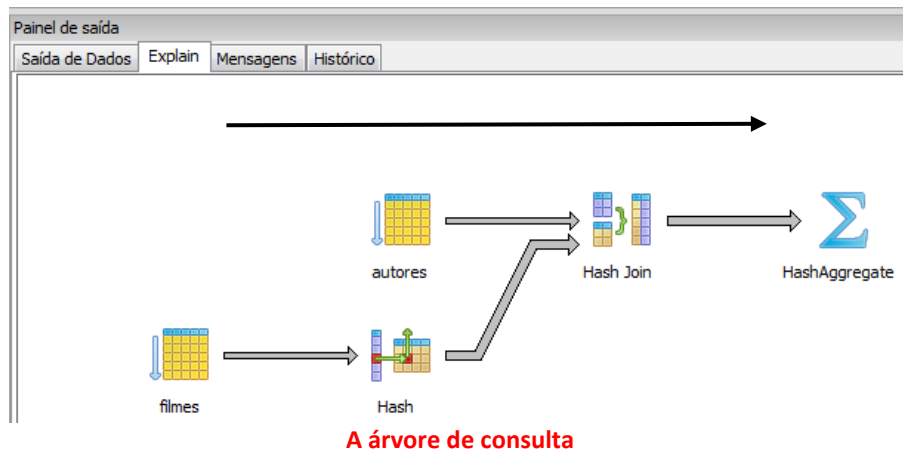 Painel de saída
Saída de Dados Explain Mensagens Histórico
autores Hash Join HashAggregate
filmes Hash
A árvore de consulta